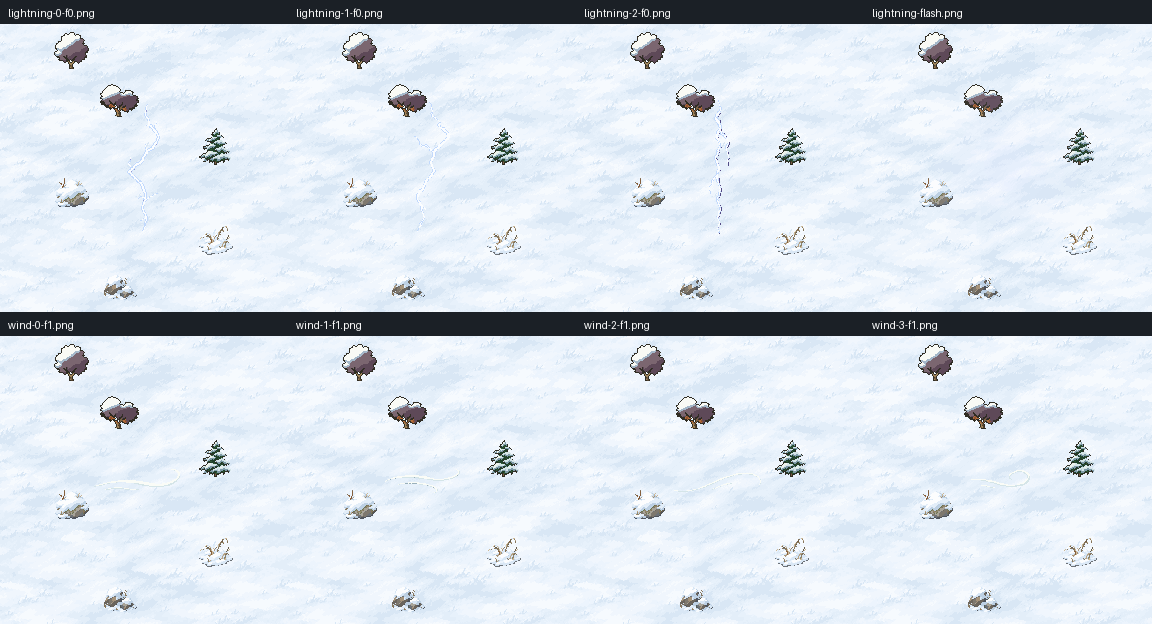 lightning-0-f0.png
lightning-1-f0.png
lightning-2-f0.png
lightning-flash.png
wind-0-f1.png
wind-1-f1.png
wind-2-f1.png
wind-3-f1.png